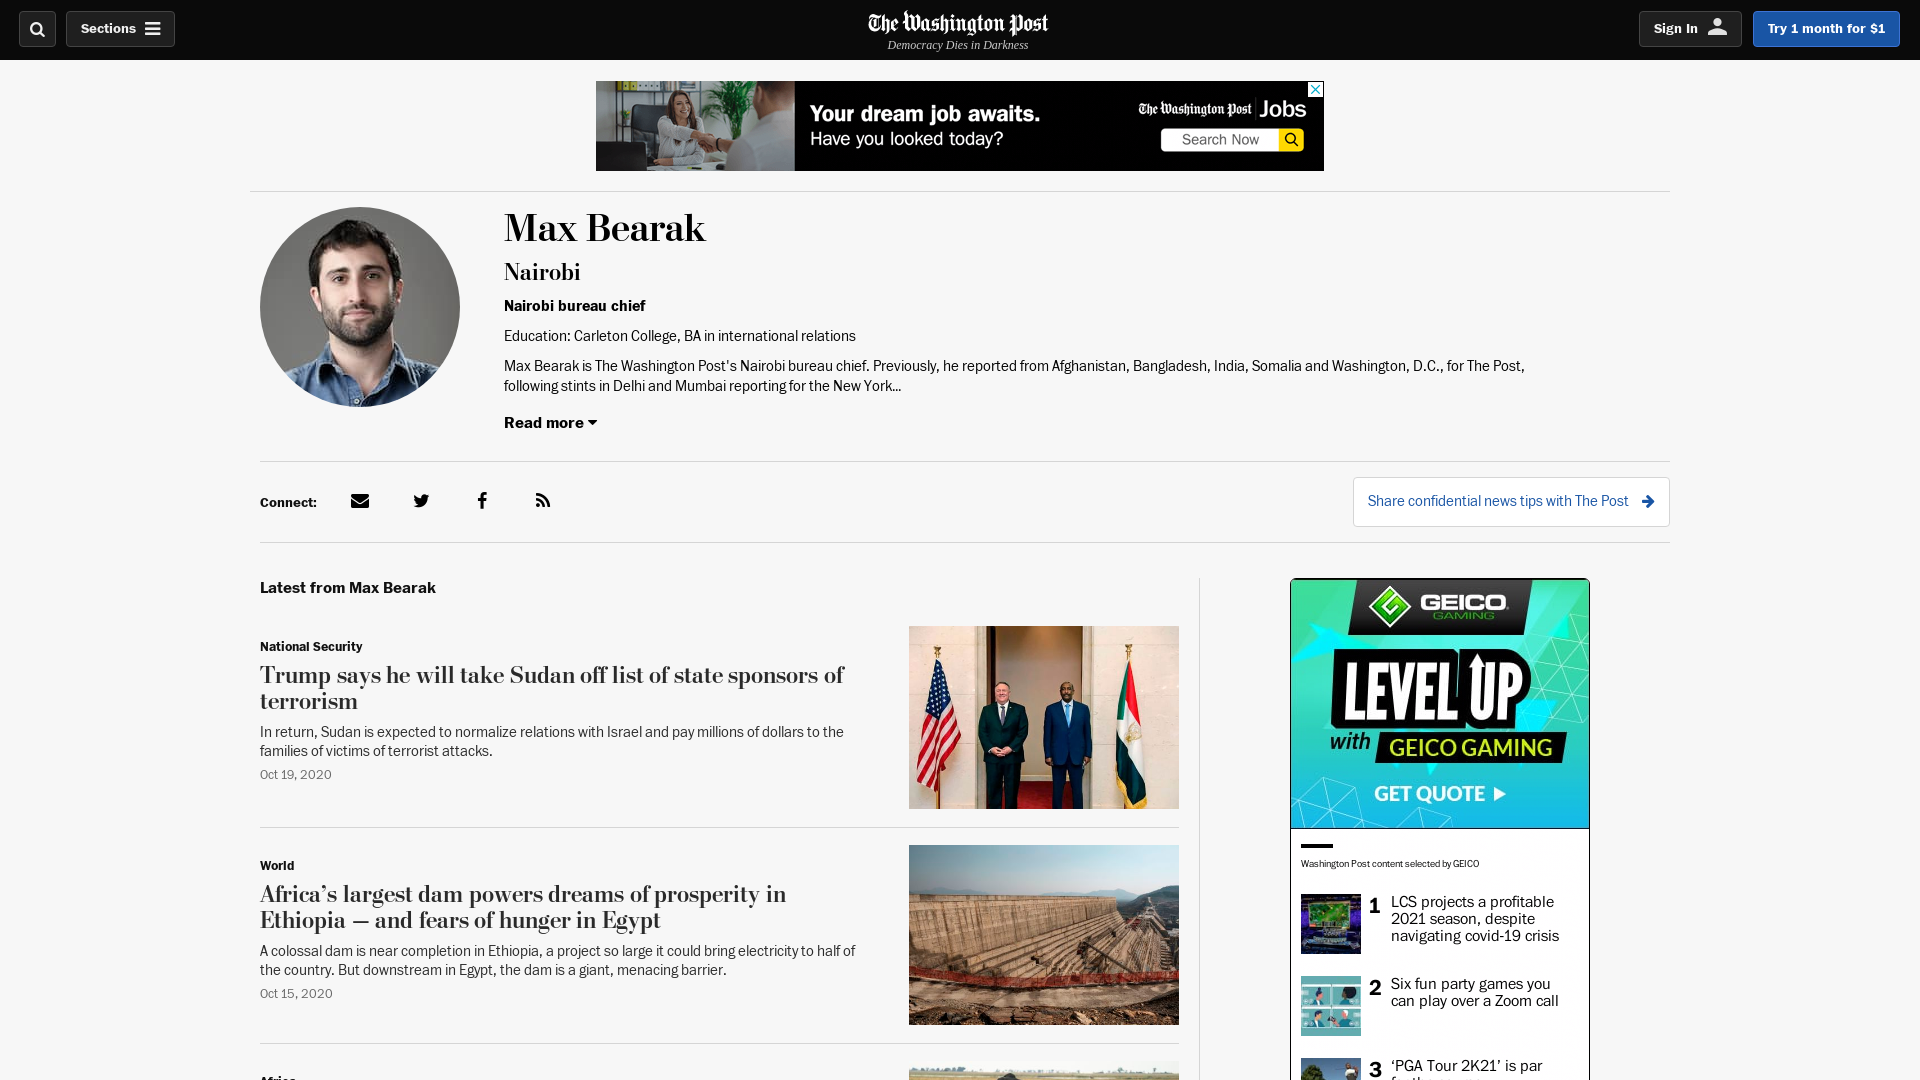 Sections
The Washington Post
Democracy Dies in Darkness
Sign In
Try 1 month for $1
Your dream job awaits.
Have you looked today?
The Washington Post Jobs
Search Now
Max Bearak
Nairobi
Nairobi bureau chief
Education: Carleton College, BA in international relations
Max Bearak is The Washington Post's Nairobi bureau chief. Previously, he reported from Afghanistan, Bangladesh, India, Somalia and Washington, D.C., for The Post,
following stints in Delhi and Mumbai reporting for the New York...
Read more
Connect:
Share confidential news tips with The Post
Latest from Max Bearak
National Security
Trump says he will take Sudan off list of state sponsors of
terrorism
In return, Sudan is expected to normalize relations with Israel and pay millions of dollars to the
families of victims of terrorist attacks.
Oct 19, 2020
World
Africa’s largest dam powers dreams of prosperity in
Ethiopia — and fears of hunger in Egypt
A colossal dam is near completion in Ethiopia, a project so large it could bring electricity to half of
the country. But downstream in Egypt, the dam is a giant, menacing barrier.
Oct 15, 2020
GEICO
GAMING
LEVEL UP
with GEICO GAMING
GET QUOTE
Washington Post content selected by GEICO
1 LCS projects a profitable
2021 season, despite
navigating covid-19 crisis
2 Six fun party games you
can play over a Zoom call
3 ‘PGA Tour 2K21’ is par